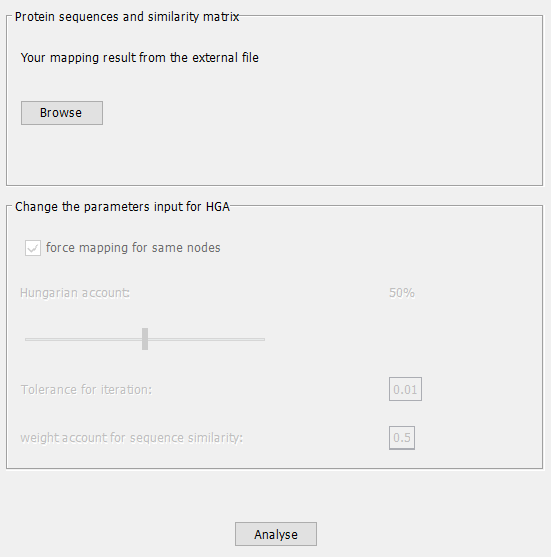 Protein sequences and similarity matrix
Your mapping result from the external file
Browse
Change the parameters input for HGA
force mapping for same nodes
Hungarian account: 50%
Tolerance for iteration: 0.01
weight account for sequence similarity: 0.5
Analyse